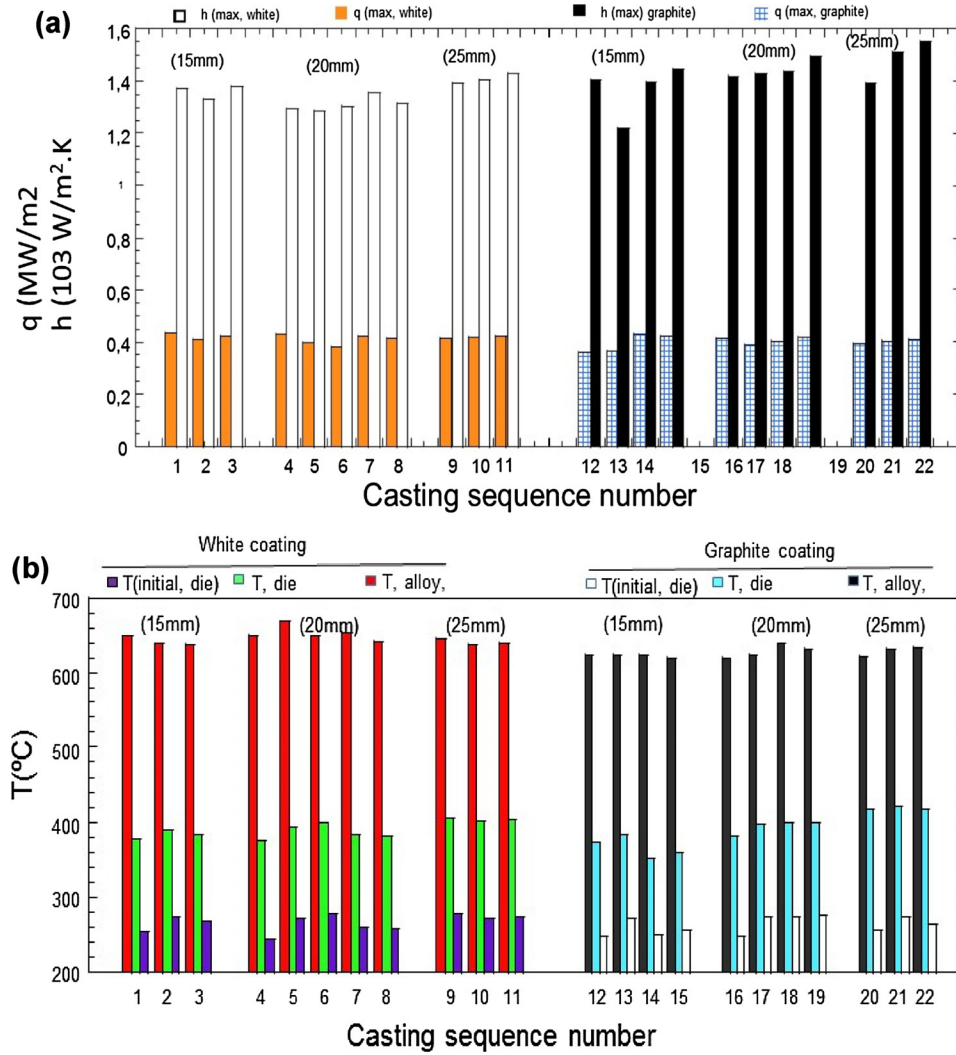 (a)
h (max, white) q (max, white) h (max) graphite q (max, graphite)
1.6
1.4
1.2
1
0.8
0,6
0.4
0.2
0
q (MW/m2
h (103 W/m².K
(15mm) (20mm) (25mm) (15mm) (20mm) (25mm)
1 2 3 4 5 6 7 8 9 10 11 12 13 14 15 16 17 18 19 20 21 22
Casting sequence number
(b)
White coating Graphite coating
T(initial, die) T, die T, alloy, T(initial, die) T, die T, alloy,
700
600
500
400
300
200
T(ºC)
(15mm) (20mm) (25mm) (15mm) (20mm) (25mm)
1 2 3 4 5 6 7 8 9 10 11 12 13 14 15 16 17 18 19 20 21 22
Casting sequence number